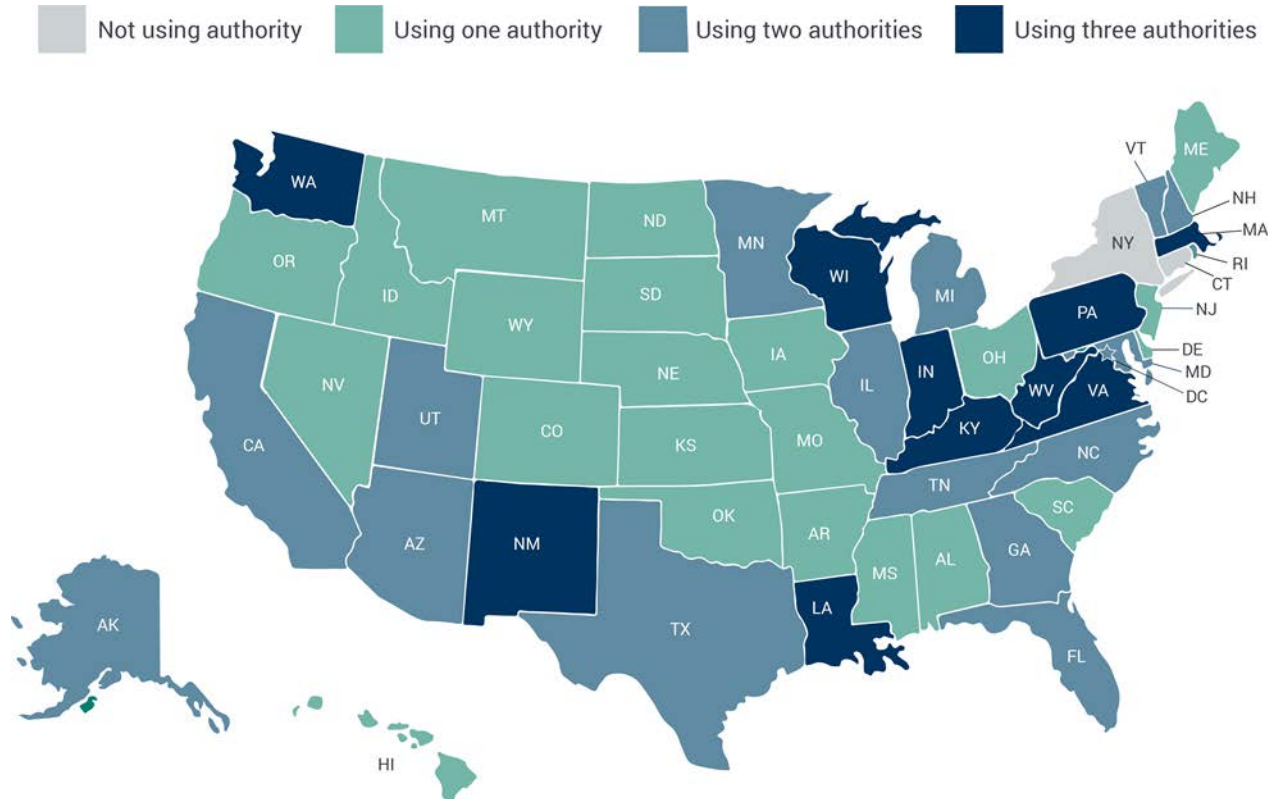 Not using authority Using one authority Using two authorities Using three authorities
ME
VT
WA
NH
MT
ND
MN
MA
NY
OR
RI
WI
CT
ID
SD
MI
WY
NJ
PA
IA
DE
OH
NE
MD
NV
IL
IN
DC
UT
WV
VA
CO
KS
MO
KY
CA
NC
TN
OK
SC
AZ
NM
AR
GA
MS
AL
LA
AK
TX
FL
HI